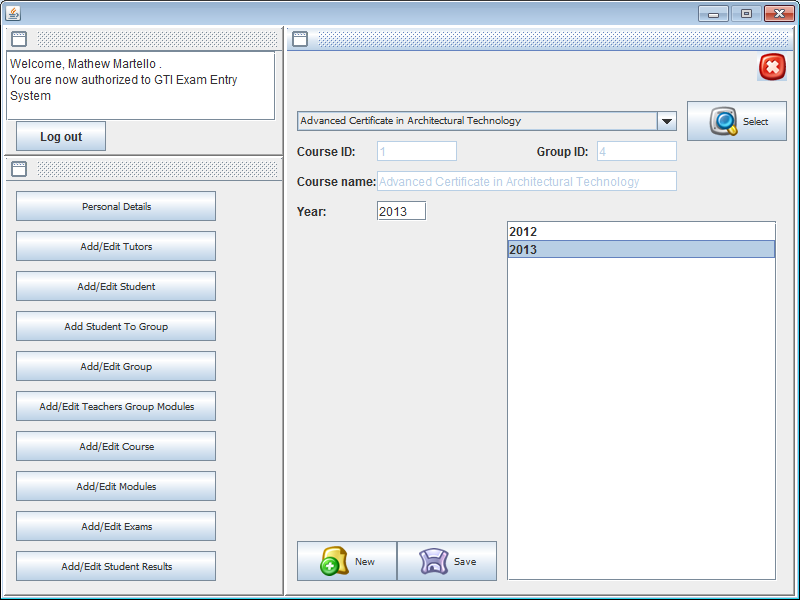 Welcome, Mathew Martello .
You are now authorized to GTI Exam Entry
System
Log out
Personal Details
Add/Edit Tutors
Add/Edit Student
Add Student To Group
Add/Edit Group
Add/Edit Teachers Group Modules
Add/Edit Course
Add/Edit Modules
Add/Edit Exams
Add/Edit Student Results
Advanced Certificate in Architectural Technology
Select
Course ID: 1 Group ID: 4
Course name: Advanced Certificate in Architectural Technology
Year: 2013
2012
2013
New
Save